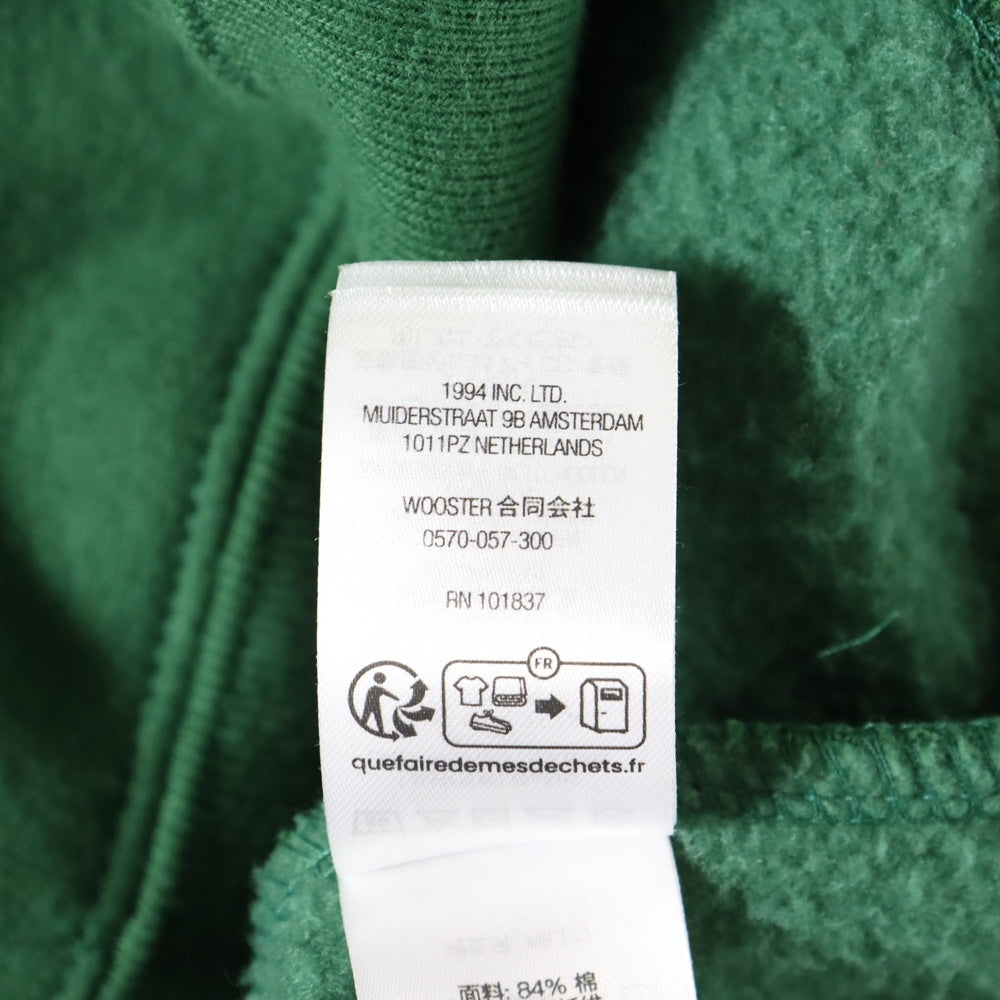 1994 INC. LTD.
MUIDERSTRAAT 9B AMSTERDAM
1011PZ NETHERLANDS
WOOSTER 合同会社
0570-057-300
RN 101837
FR
quefairedemesdechets.fr
面料: 84% 棉